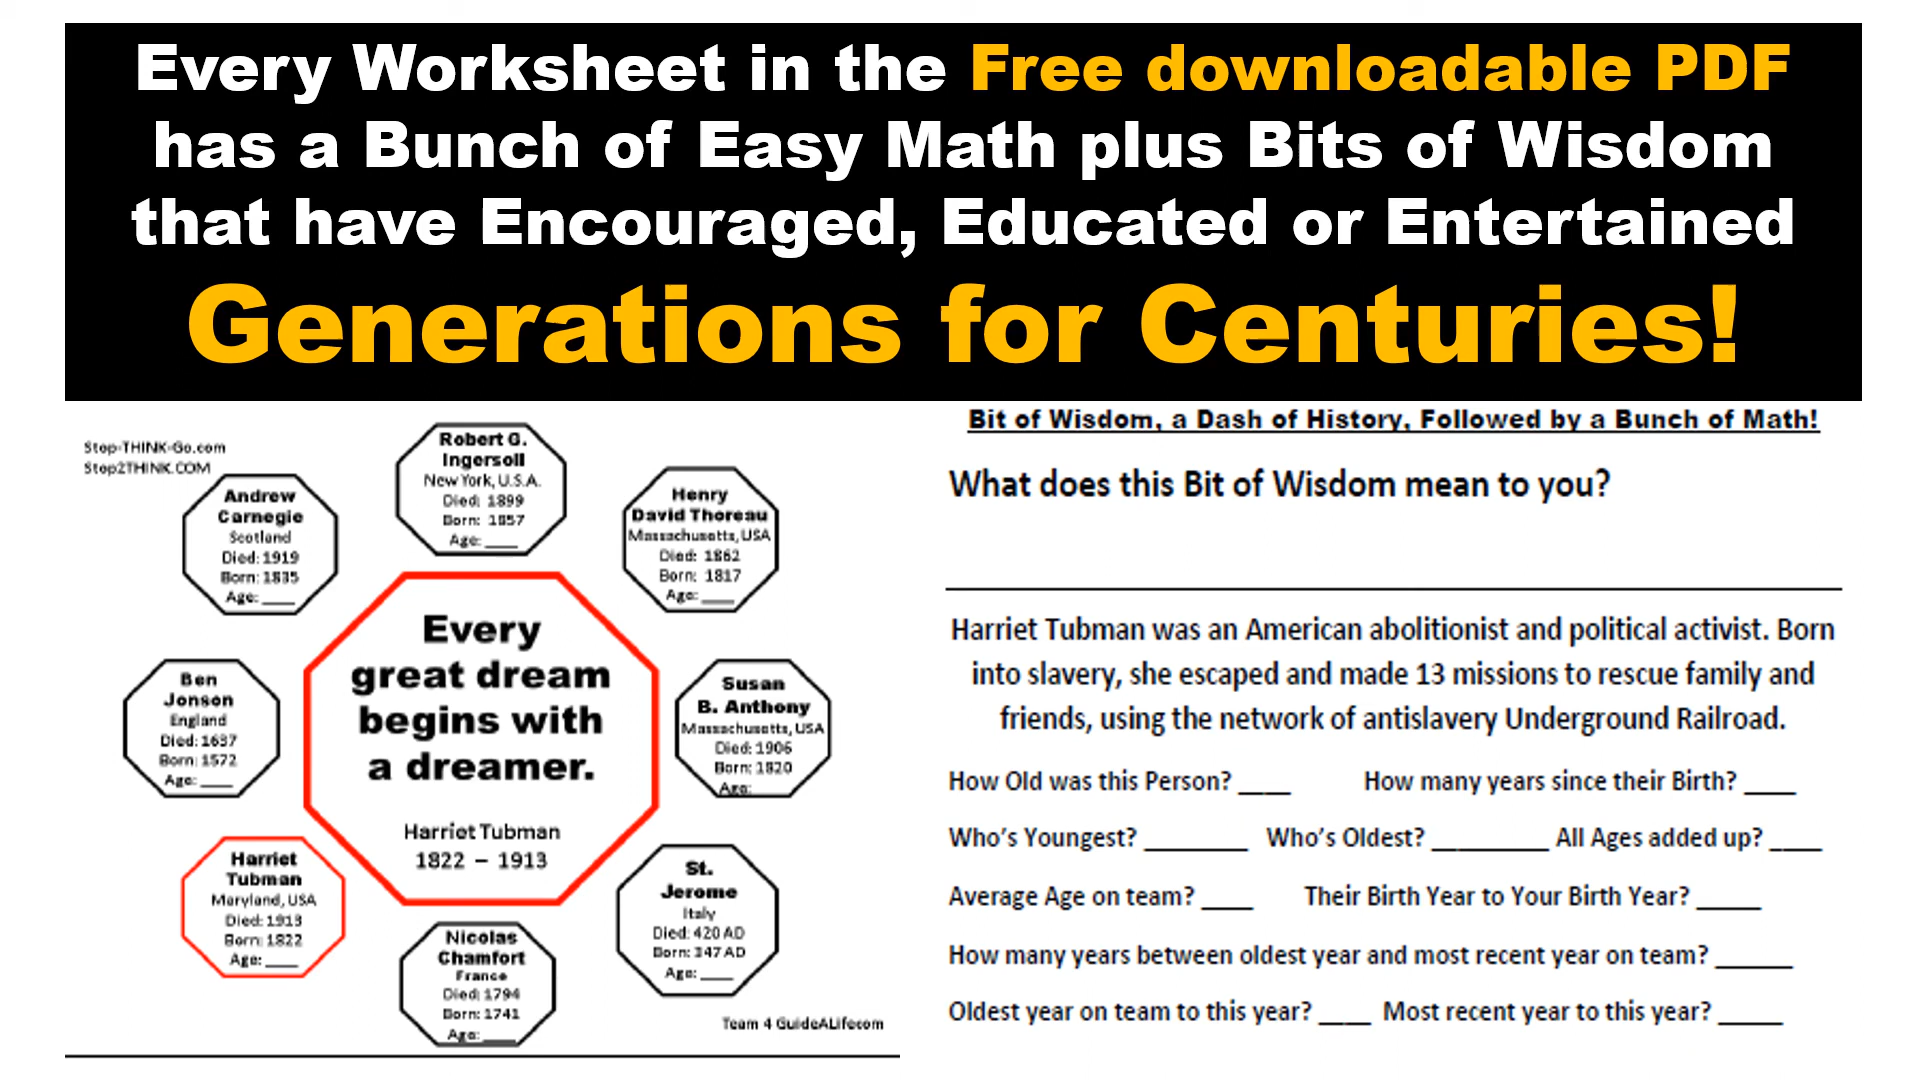 Every Worksheet in the Free downloadable PDF
has a Bunch of Easy Math plus Bits of Wisdom
that have Encouraged, Educated or Entertained
Generations for Centuries!
Stop-THINK-Go.com
Stop2THINK.COM
Robert G.
Ingersoll
New York, U.S.A.
Died: 1899
Born: 1857
Age: ____
Andrew
Carnegie
Scotland
Died: 1919
Born: 1835
Age: ____
Henry
David Thoreau
Massachusetts, USA
Died: 1862
Born: 1817
Age: ____
Ben
Jonson
England
Died: 1637
Born: 1572
Age: ____
Every
great dream
begins with
a dreamer.
Harriet Tubman
1822 – 1913
Susan
B. Anthony
Massachusetts, USA
Died: 1906
Born: 1820
Age:
Harriet
Tubman
Maryland, USA
Died: 1913
Born: 1822
Age: ____
Nicolas
Chamfort
France
Died: 1794
Born: 1741
Age: ____
St.
Jerome
Italy
Died: 420 AD
Born: 347 AD
Age: ____
Team 4 GuideALifecom
Bit of Wisdom, a Dash of History, Followed by a Bunch of Math!
What does this Bit of Wisdom mean to you?
Harriet Tubman was an American abolitionist and political activist. Born
into slavery, she escaped and made 13 missions to rescue family and
friends, using the network of antislavery Underground Railroad.
How Old was this Person? ____ How many years since their Birth? ____
Who's Youngest? ________ Who's Oldest? _________ All Ages added up? ____
Average Age on team? ____ Their Birth Year to Your Birth Year? _____
How many years between oldest year and most recent year on team? ______
Oldest year on team to this year? ____ Most recent year to this year? _____